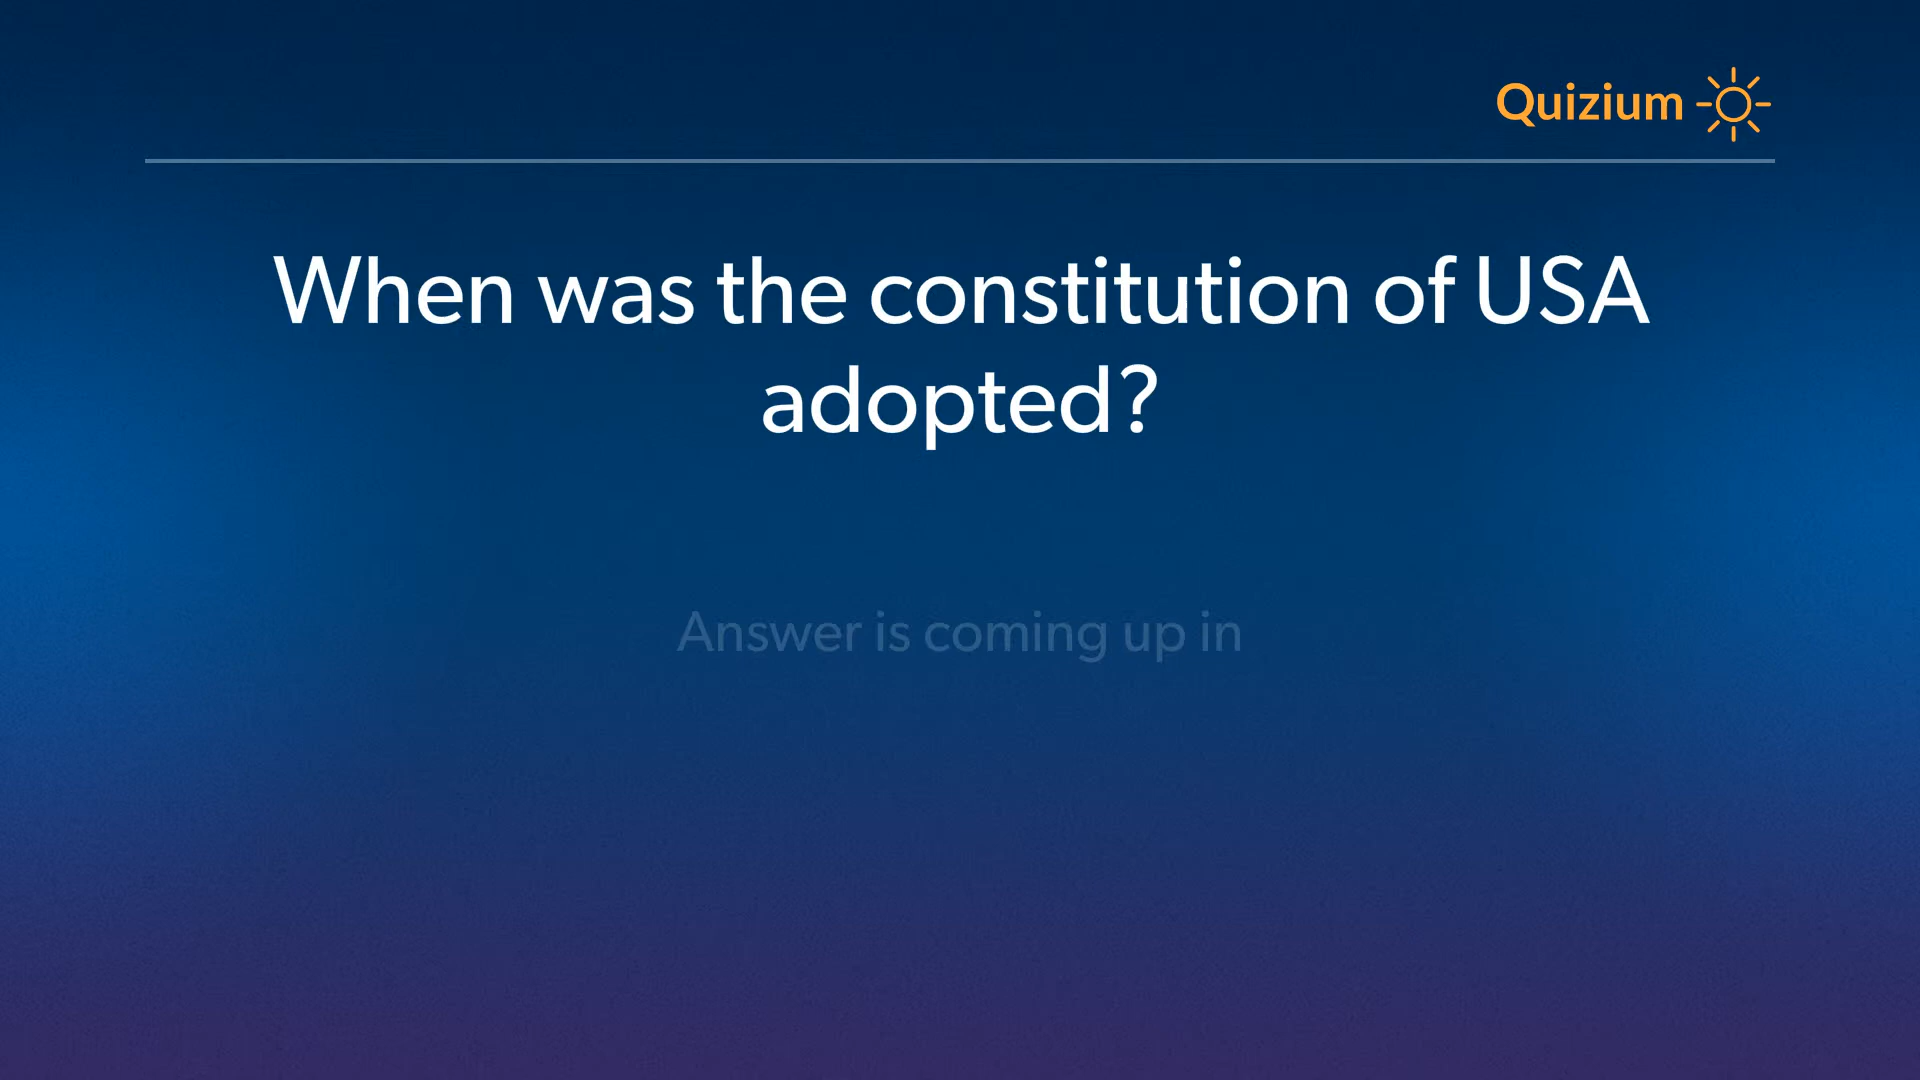 Quizium
When was the constitution of USA
adopted?
Answer is coming up in